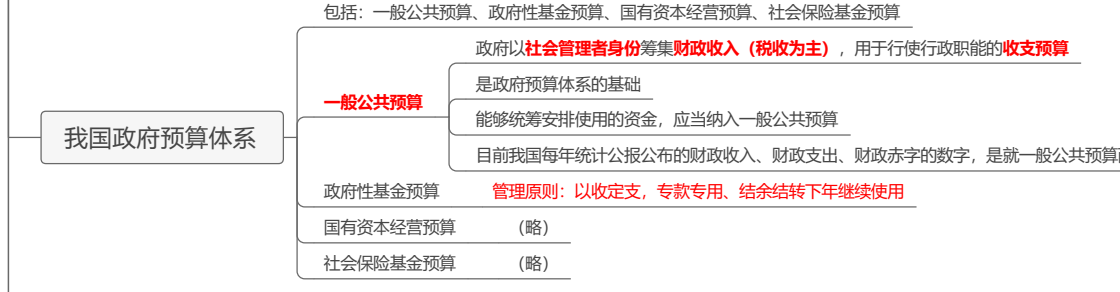 包括：一般公共预算、政府性基金预算、国有资本经营预算、社会保险基金预算
政府以社会管理者身份筹集财政收入（税收为主），用于行使行政职能的收支预算
是政府预算体系的基础
一般公共预算
能够统筹安排使用的资金，应当纳入一般公共预算
我国政府预算体系
目前我国每年统计公报公布的财政收入、财政支出、财政赤字的数字，是就一般公共预算
政府性基金预算 管理原则：以收定支，专款专用、结余结转下年继续使用
国有资本经营预算 （略）
社会保险基金预算 （略）